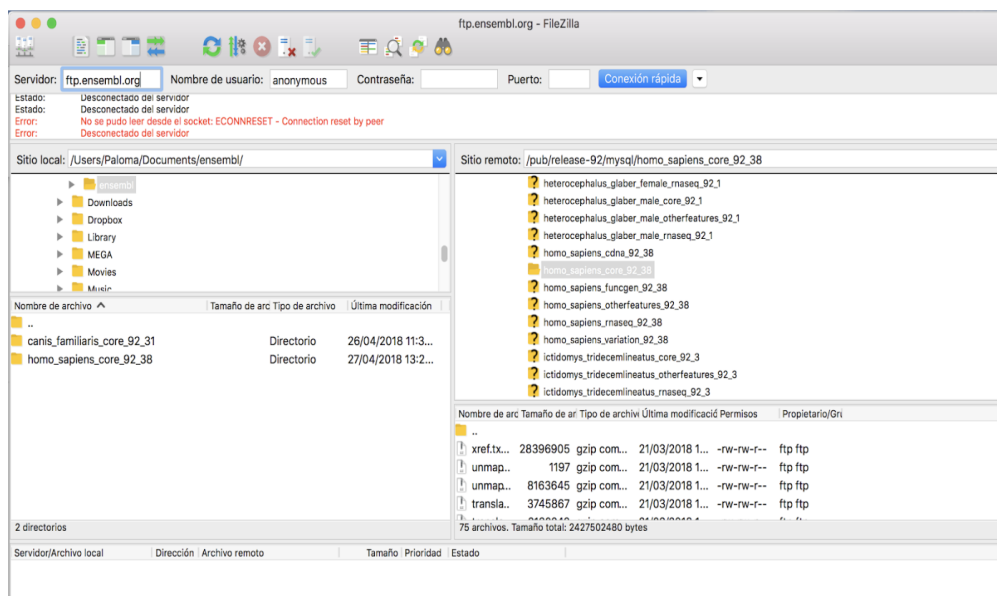 ftp.ensembl.org - FileZilla
Servidor: ftp.ensembl.org Nombre de usuario: anonymous Contraseña: Puerto: Conexión rápida
Estado: Desconectado del servidor
Estado: Desconectado del servidor
Error: No se pudo leer desde el socket: ECONNRESET - Connection reset by peer
Error: Desconectado del servidor
Sitio local: /Users/Paloma/Documents/ensembl/
ensembl
Downloads
Dropbox
Library
MEGA
Movies
Music
Nombre de archivo Tamaño de arc Tipo de archivo Última modificación
..
canis_familiaris_core_92_31 Directorio 26/04/2018 11:3...
homo_sapiens_core_92_38 Directorio 27/04/2018 13:2...
2 directorios
Sitio remoto: /pub/release-92/mysql/homo_sapiens_core_92_38
heterocephalus_glaber_female_rnaseq_92_1
heterocephalus_glaber_male_core_92_1
heterocephalus_glaber_male_otherfeatures_92_1
heterocephalus_glaber_male_rnaseq_92_1
homo_sapiens_cdna_92_38
homo_sapiens_core_92_38
homo_sapiens_funcgen_92_38
homo_sapiens_otherfeatures_92_38
homo_sapiens_rnaseq_92_38
homo_sapiens_variation_92_38
ictidomys_tridecemlineatus_core_92_3
ictidomys_tridecemlineatus_otherfeatures_92_3
ictidomys_tridecemlineatus_rnaseq_92_3
Nombre de arc Tamaño de ar Tipo de archivi Última modificació Permisos Propietario/Gru
..
xref.tx... 28396905 gzip com... 21/03/2018 1... -rw-rw-r-- ftp ftp
unmap... 1197 gzip com... 21/03/2018 1... -rw-rw-r-- ftp ftp
unmap... 8163645 gzip com... 21/03/2018 1... -rw-rw-r-- ftp ftp
transla.. 3745867 gzip com... 21/03/2018 1... -rw-rw-r-- ftp ftp
75 archivos. Tamaño total: 2427502480 bytes
Servidor/Archivo local Dirección Archivo remoto Tamaño Prioridad Estado